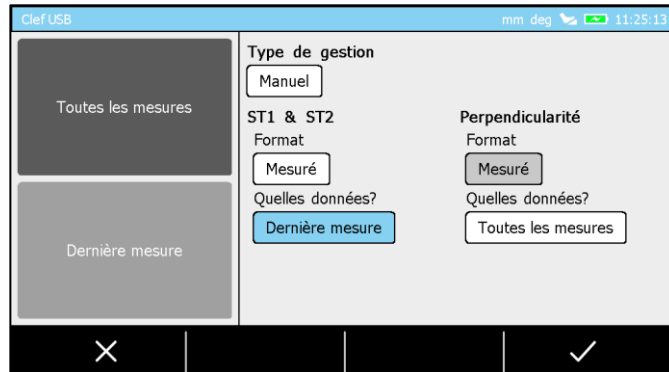 Clef USB
mm deg 11:25:13
Toutes les mesures
Dernière mesure
Type de gestion
Manuel
ST1 & ST2
Format
Mesuré
Quelles données?
Dernière mesure
Perpendicularité
Format
Mesuré
Quelles données?
Toutes les mesures